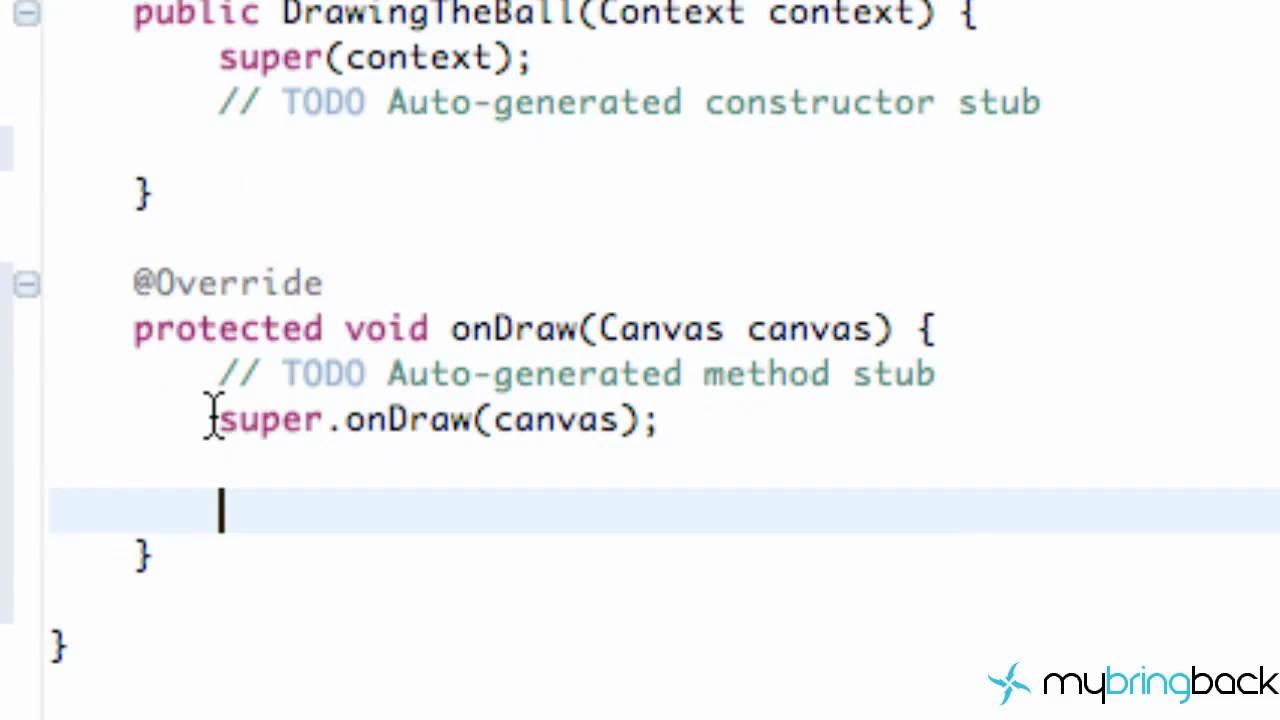 public DrawingTheBall(Context context) {
super(context);
// TODO Auto-generated constructor stub
}
@Override
protected void onDraw(Canvas canvas) {
// TODO Auto-generated method stub
super.onDraw(canvas);
}
}
mybringback